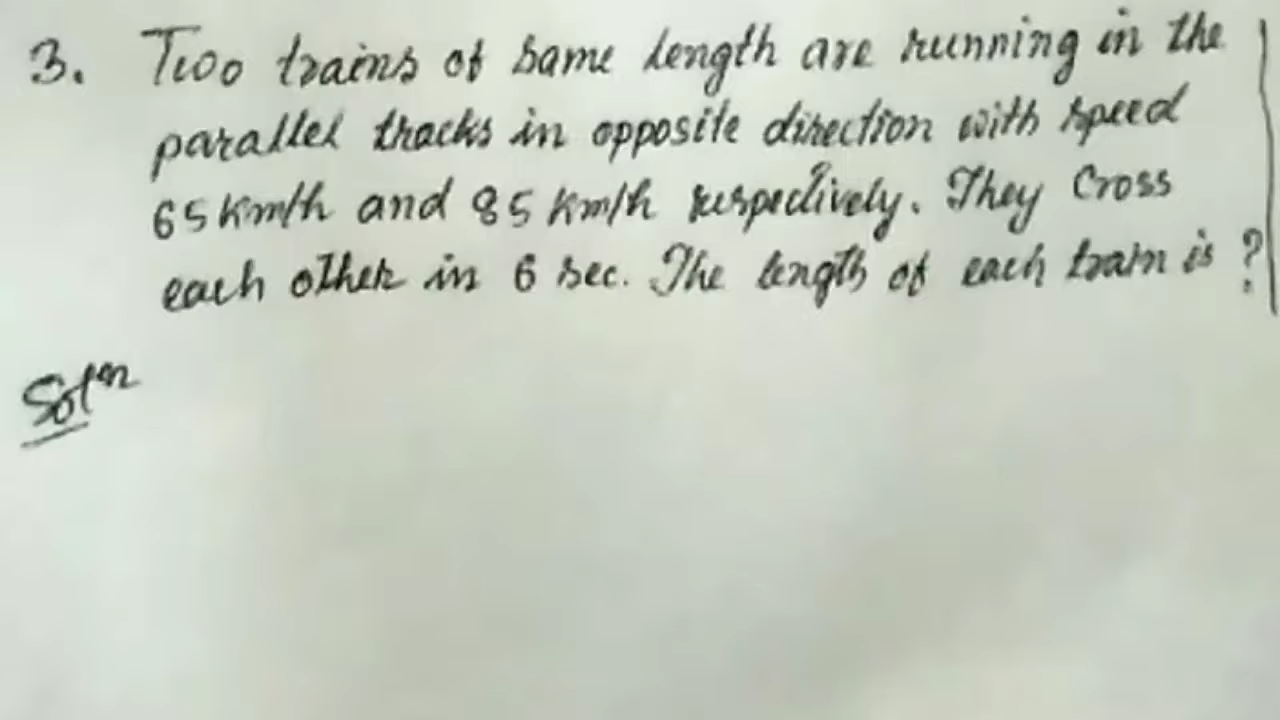 3. Two trains of same length are running in the
parallel tracks in opposite direction with speed
65 Km/h and 85 Km/h respectively. They Cross
each other in 6 sec. The length of each train is ?
Solⁿ